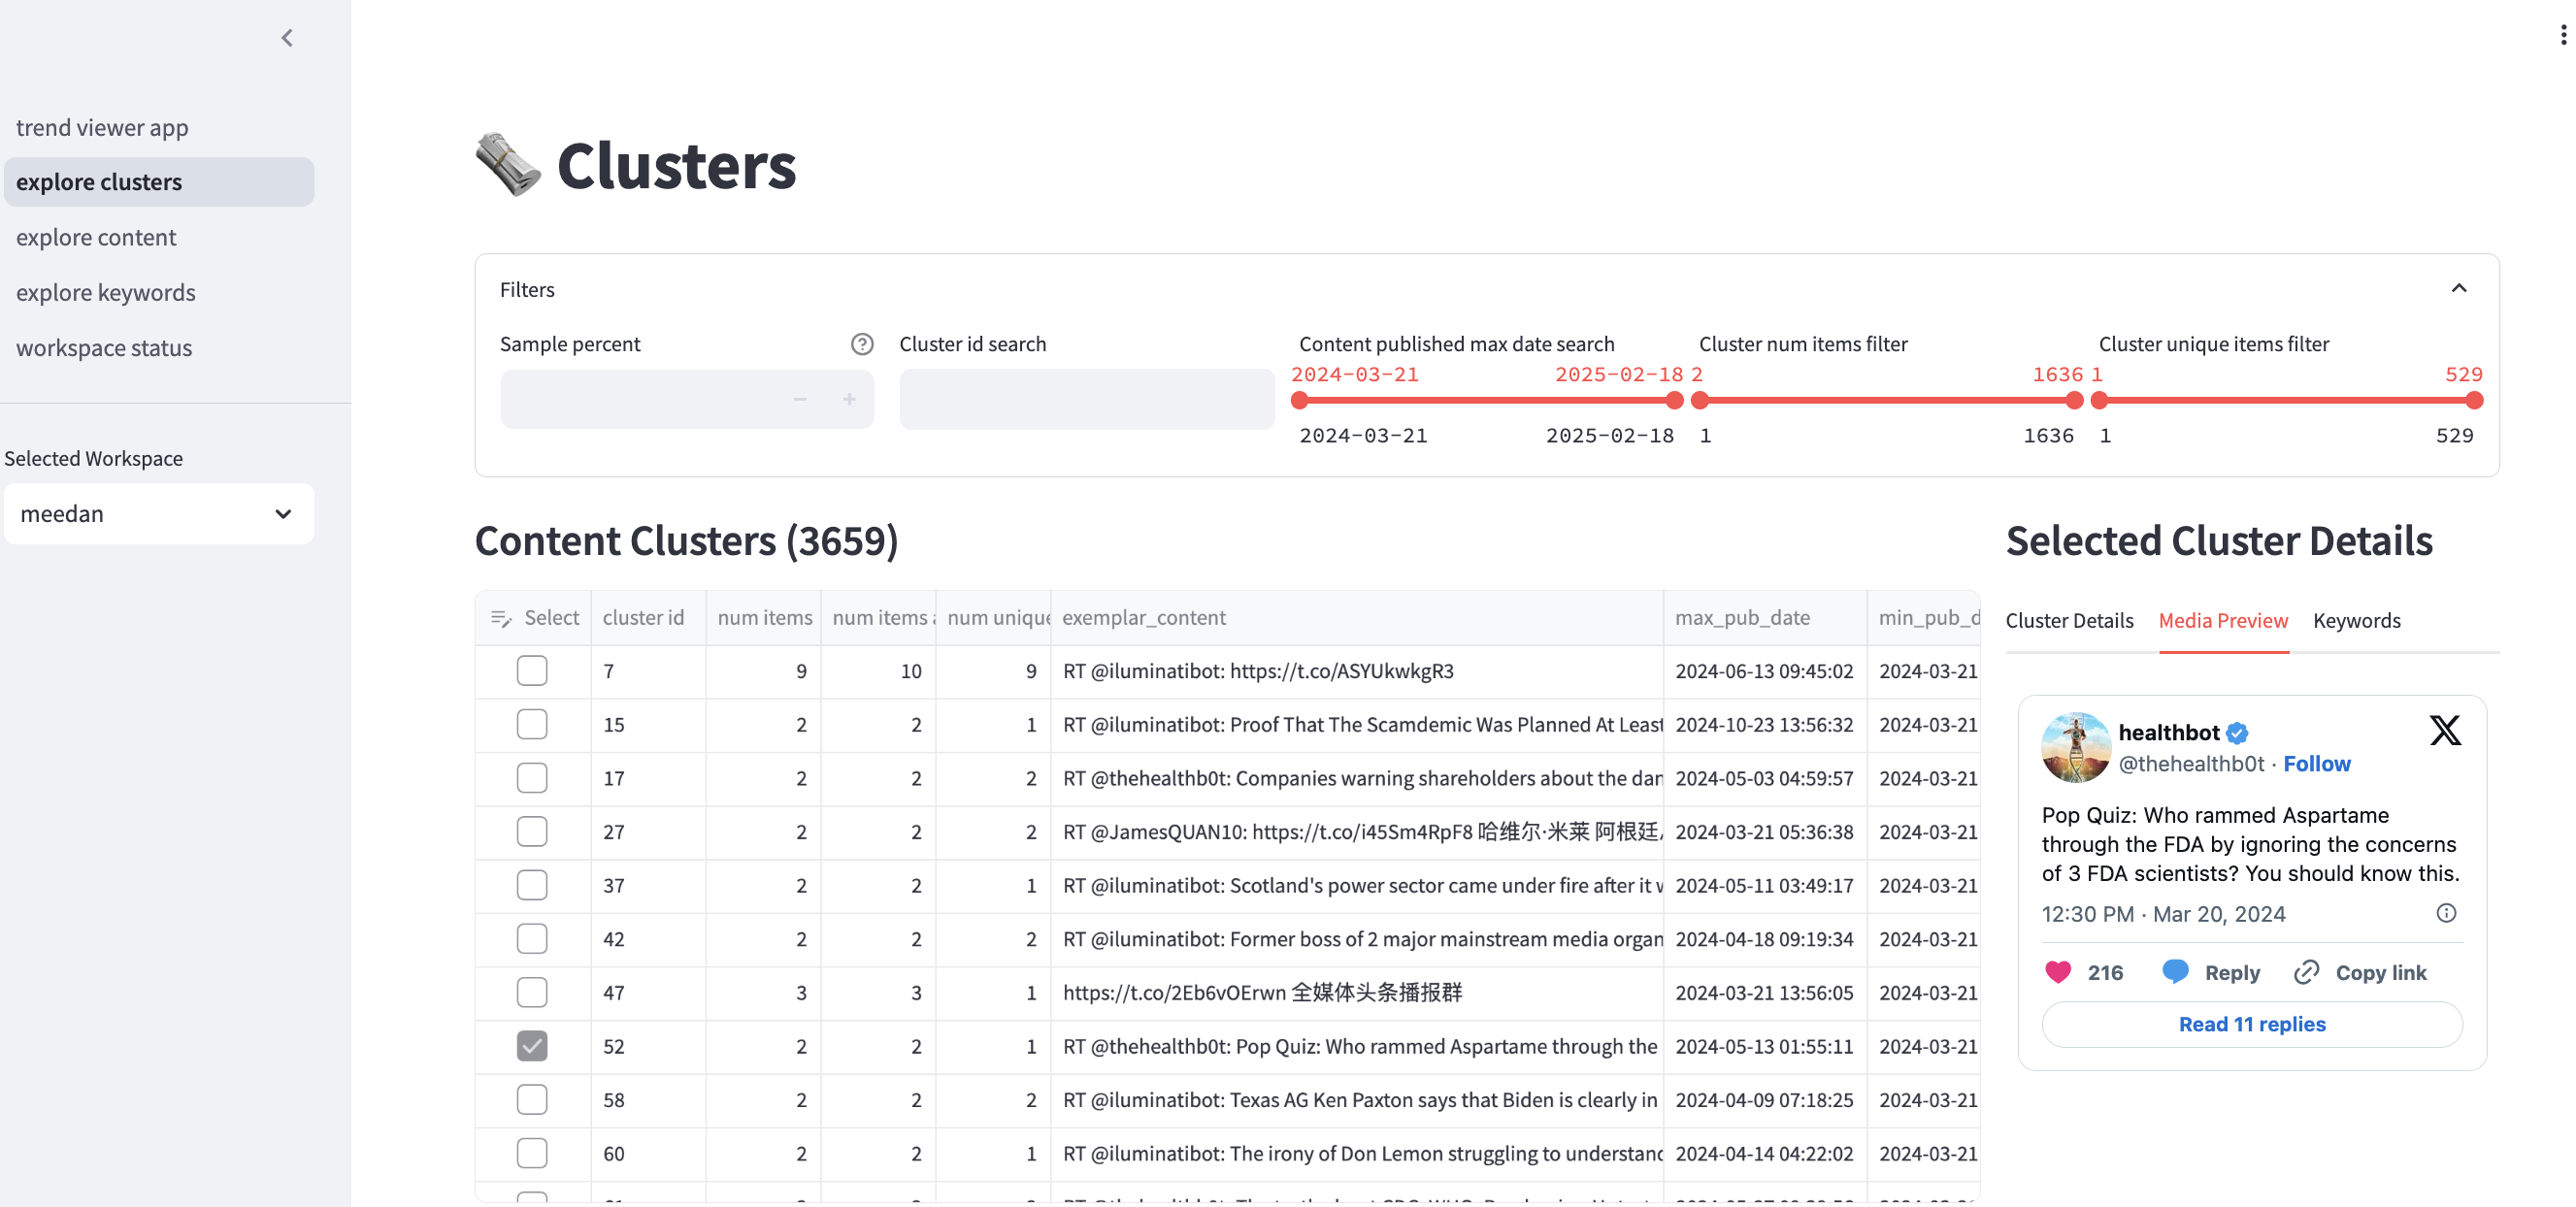 trend viewer app
explore clusters
explore content
explore keywords
workspace status
Selected Workspace
meedan
Clusters
Filters
Sample percent
Cluster id search
Content published max date search
2024-03-21 2025-02-18
2024-03-21 2025-02-18
Cluster num items filter
2 1636
1 1636
Cluster unique items filter
1 529
1 529
Content Clusters (3659)
Select cluster id num items num items num unique exemplar_content max_pub_date min_pub_d
7 9 10 9 RT @iluminatibot: https://t.co/ASYUkwkgR3 2024-06-13 09:45:02 2024-03-21
15 2 2 1 RT @iluminatibot: Proof That The Scamdemic Was Planned At Least 2024-10-23 13:56:32 2024-03-21
17 2 2 2 RT @thehealthb0t: Companies warning shareholders about the dan 2024-05-03 04:59:57 2024-03-21
27 2 2 2 RT @JamesQUAN10: https://t.co/i45Sm4RpF8 哈维尔·米莱 阿根廷 2024-03-21 05:36:38 2024-03-21
37 2 2 1 RT @iluminatibot: Scotland's power sector came under fire after it w 2024-05-11 03:49:17 2024-03-21
42 2 2 2 RT @iluminatibot: Former boss of 2 major mainstream media organ 2024-04-18 09:19:34 2024-03-21
47 3 3 1 https://t.co/2Eb6vOErwn 全媒体头条播报群 2024-03-21 13:56:05 2024-03-21
52 2 2 1 RT @thehealthb0t: Pop Quiz: Who rammed Aspartame through the 2024-05-13 01:55:11 2024-03-21
58 2 2 2 RT @iluminatibot: Texas AG Ken Paxton says that Biden is clearly in 2024-04-09 07:18:25 2024-03-21
60 2 2 1 RT @iluminatibot: The irony of Don Lemon struggling to understand 2024-04-14 04:22:02 2024-03-21
Selected Cluster Details
Cluster Details Media Preview Keywords
healthbot
@thehealthb0t · Follow
Pop Quiz: Who rammed Aspartame
through the FDA by ignoring the concerns
of 3 FDA scientists? You should know this.
12:30 PM · Mar 20, 2024
216 Reply Copy link
Read 11 replies